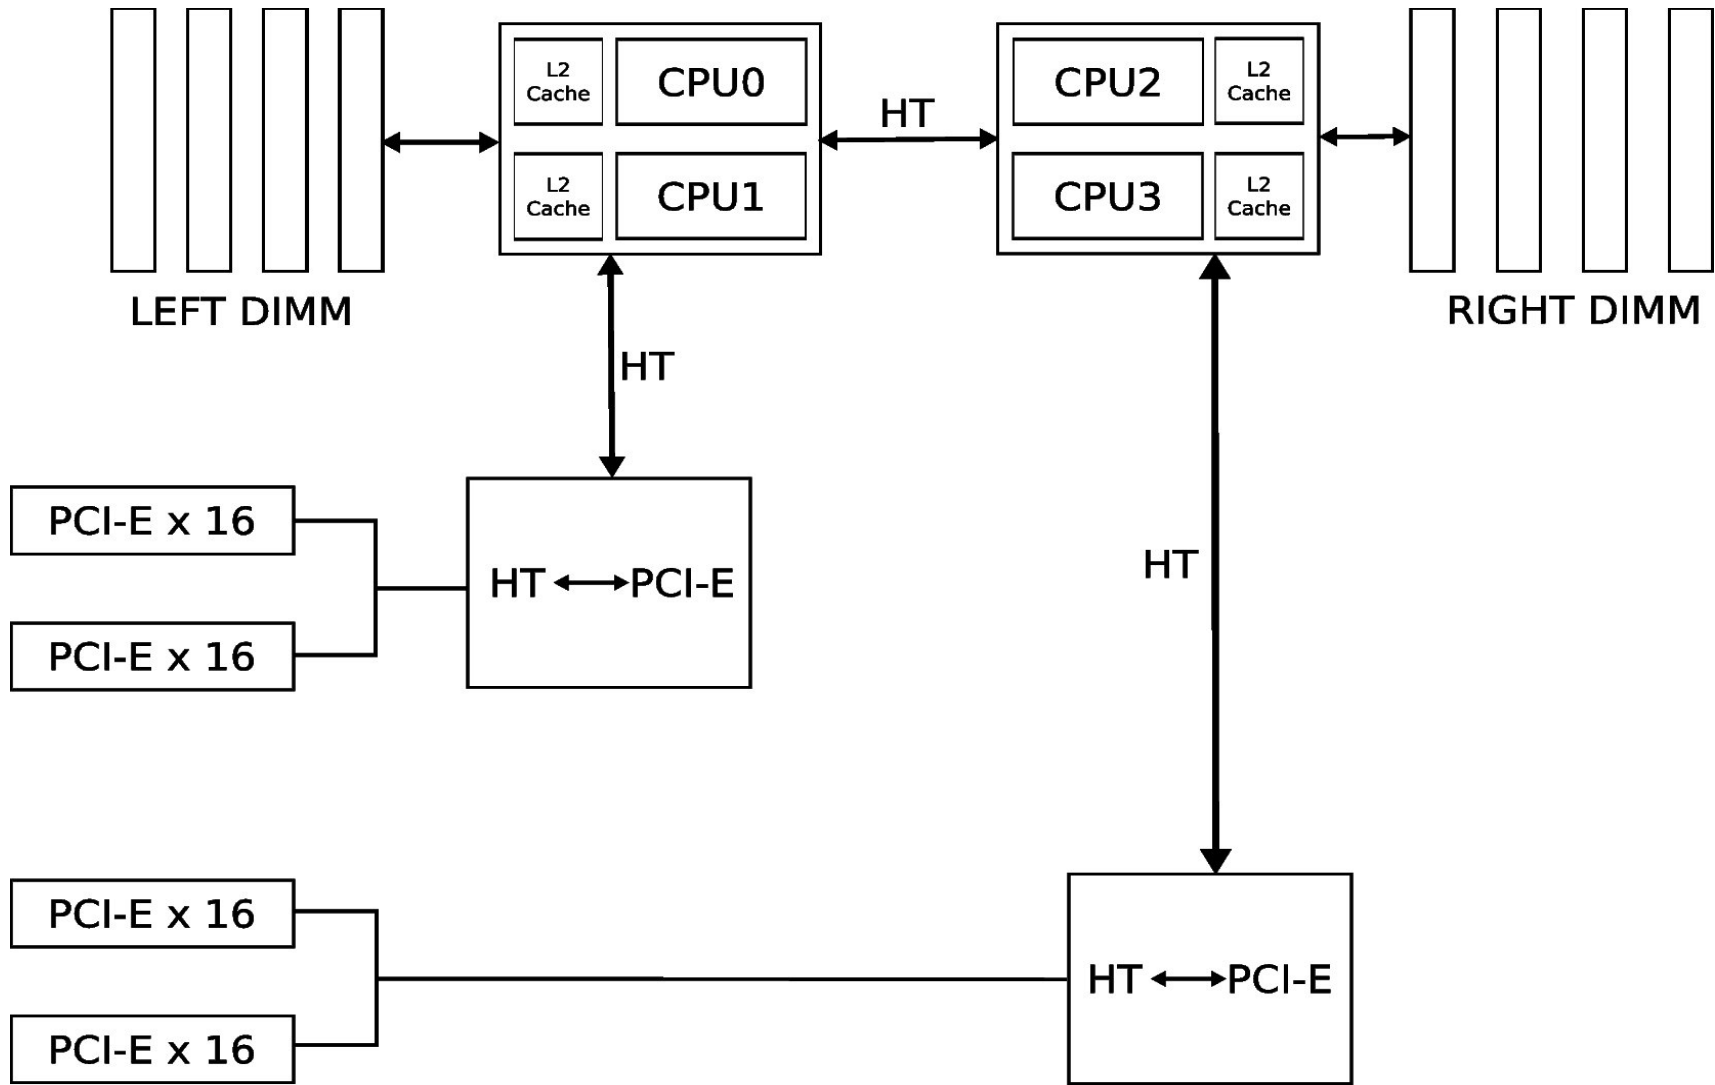 L2
Cache
CPU0
L2
Cache
CPU1
LEFT DIMM
HT
CPU2
L2
Cache
CPU3
L2
Cache
RIGHT DIMM
HT
PCI-E x 16
PCI-E x 16
HT PCI-E
HT
PCI-E x 16
PCI-E x 16
HT PCI-E